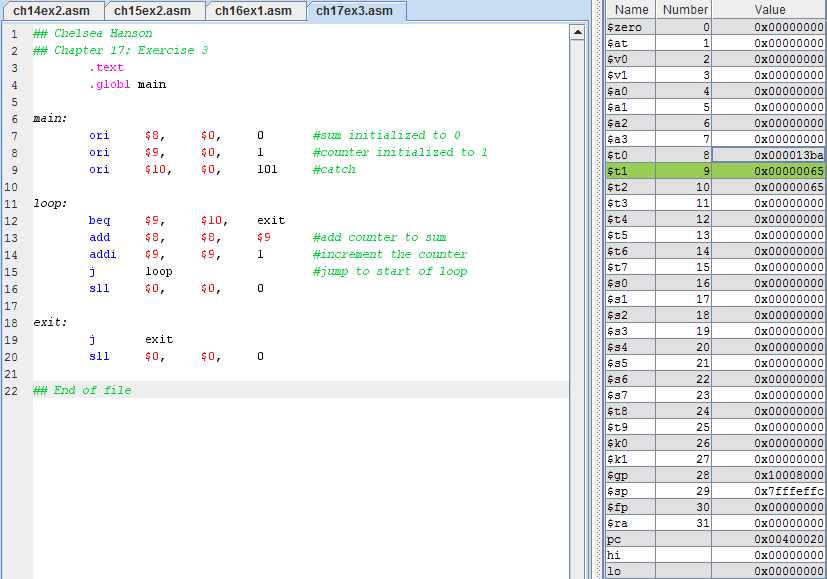 ch14ex2.asm ch15ex2.asm ch16ex1.asm ch17ex3.asm
1 ## Chelsea Hanson
2 ## Chapter 17; Exercise 3
3 .text
4 .globl main
5
6 main:
7 ori $8, $0, 0 #sum initialized to 0
8 ori $9, $0, 1 #counter initialized to 1
9 ori $10, $0, 101 #catch
10
11 loop:
12 beq $9, $10, exit
13 add $8, $8, $9 #add counter to sum
14 addi $9, $9, 1 #increment the counter
15 j loop #jump to start of loop
16 sll $0, $0, 0
17
18 exit:
19 j exit
20 sll $0, $0, 0
21
22 ## End of file
Name Number Value
$zero 0 0x00000000
$at 1 0x00000000
$v0 2 0x00000000
$v1 3 0x00000000
$a0 4 0x00000000
$a1 5 0x00000000
$a2 6 0x00000000
$a3 7 0x00000000
$t0 8 0x000013ba
$t1 9 0x00000065
$t2 10 0x00000065
$t3 11 0x00000000
$t4 12 0x00000000
$t5 13 0x00000000
$t6 14 0x00000000
$t7 15 0x00000000
$s0 16 0x00000000
$s1 17 0x00000000
$s2 18 0x00000000
$s3 19 0x00000000
$s4 20 0x00000000
$s5 21 0x00000000
$s6 22 0x00000000
$s7 23 0x00000000
$t8 24 0x00000000
$t9 25 0x00000000
$k0 26 0x00000000
$k1 27 0x00000000
$gp 28 0x10008000
$sp 29 0x7fffeffc
$fp 30 0x00000000
$ra 31 0x00000000
pc 0x00400020
hi 0x00000000
lo 0x00000000